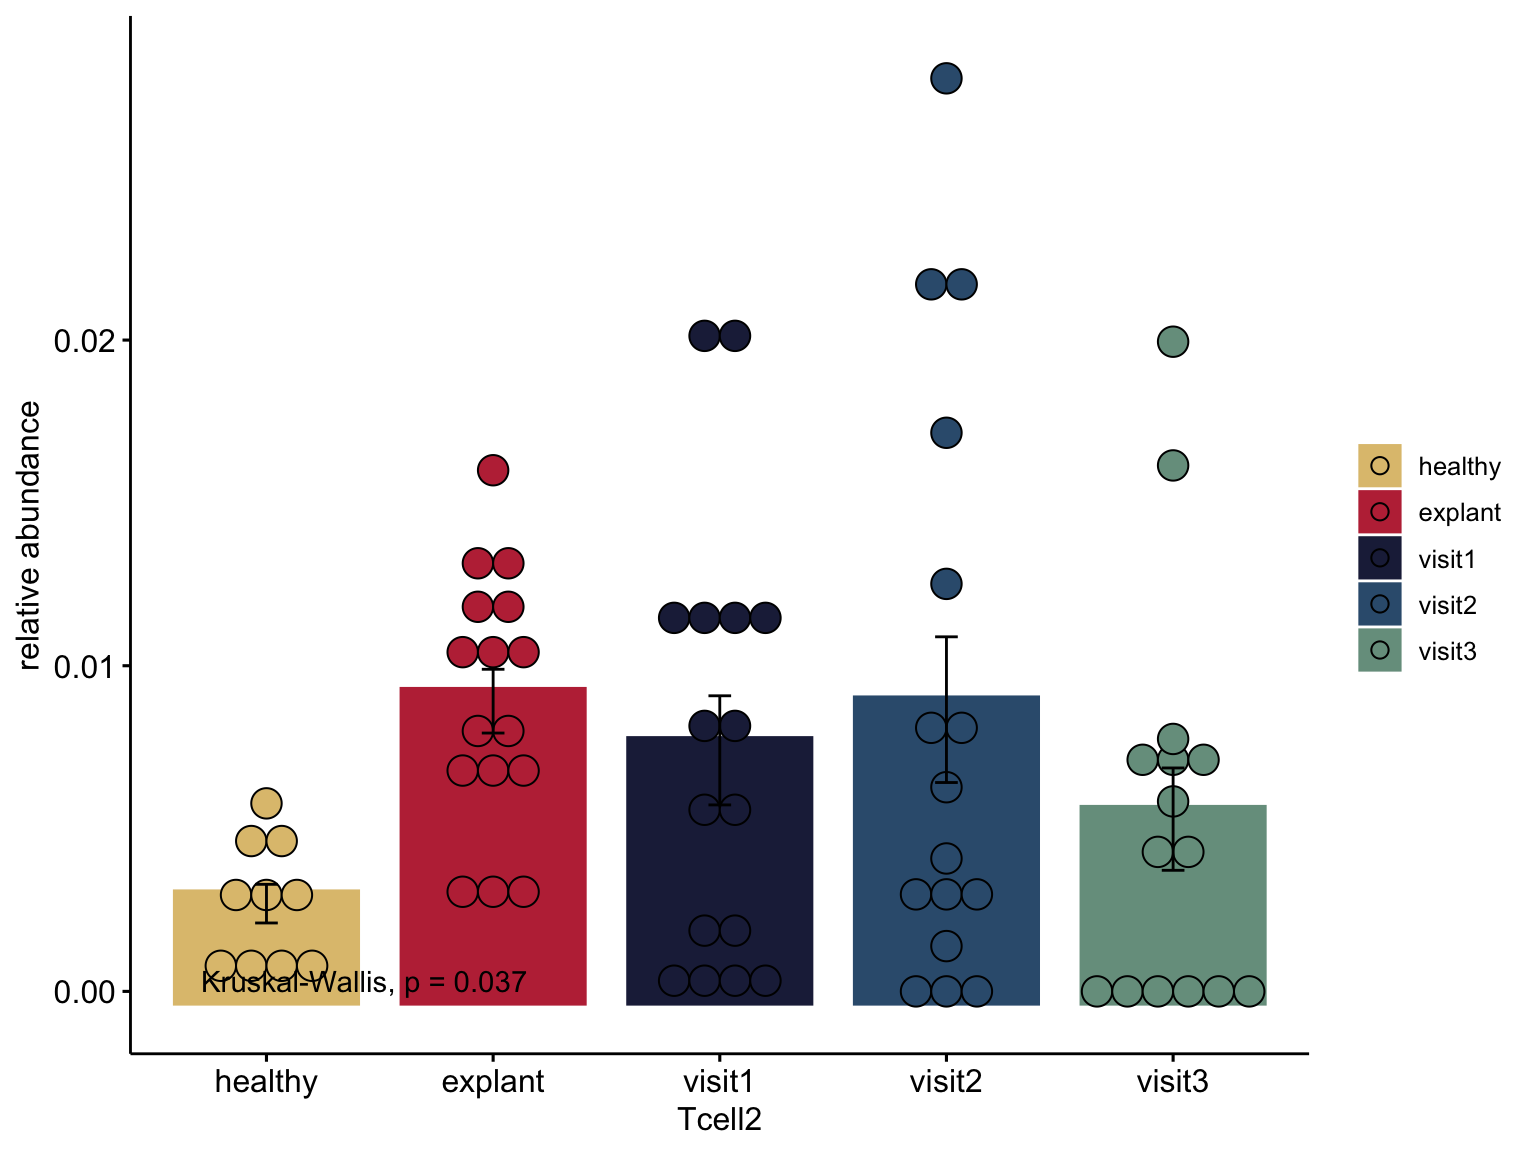 relative abundance
0.02
0.01
0.00
Kruskal-Wallis, p = 0.037
healthy
explant
visit1
visit2
visit3
Tcell2
healthy
explant
visit1
visit2
visit3